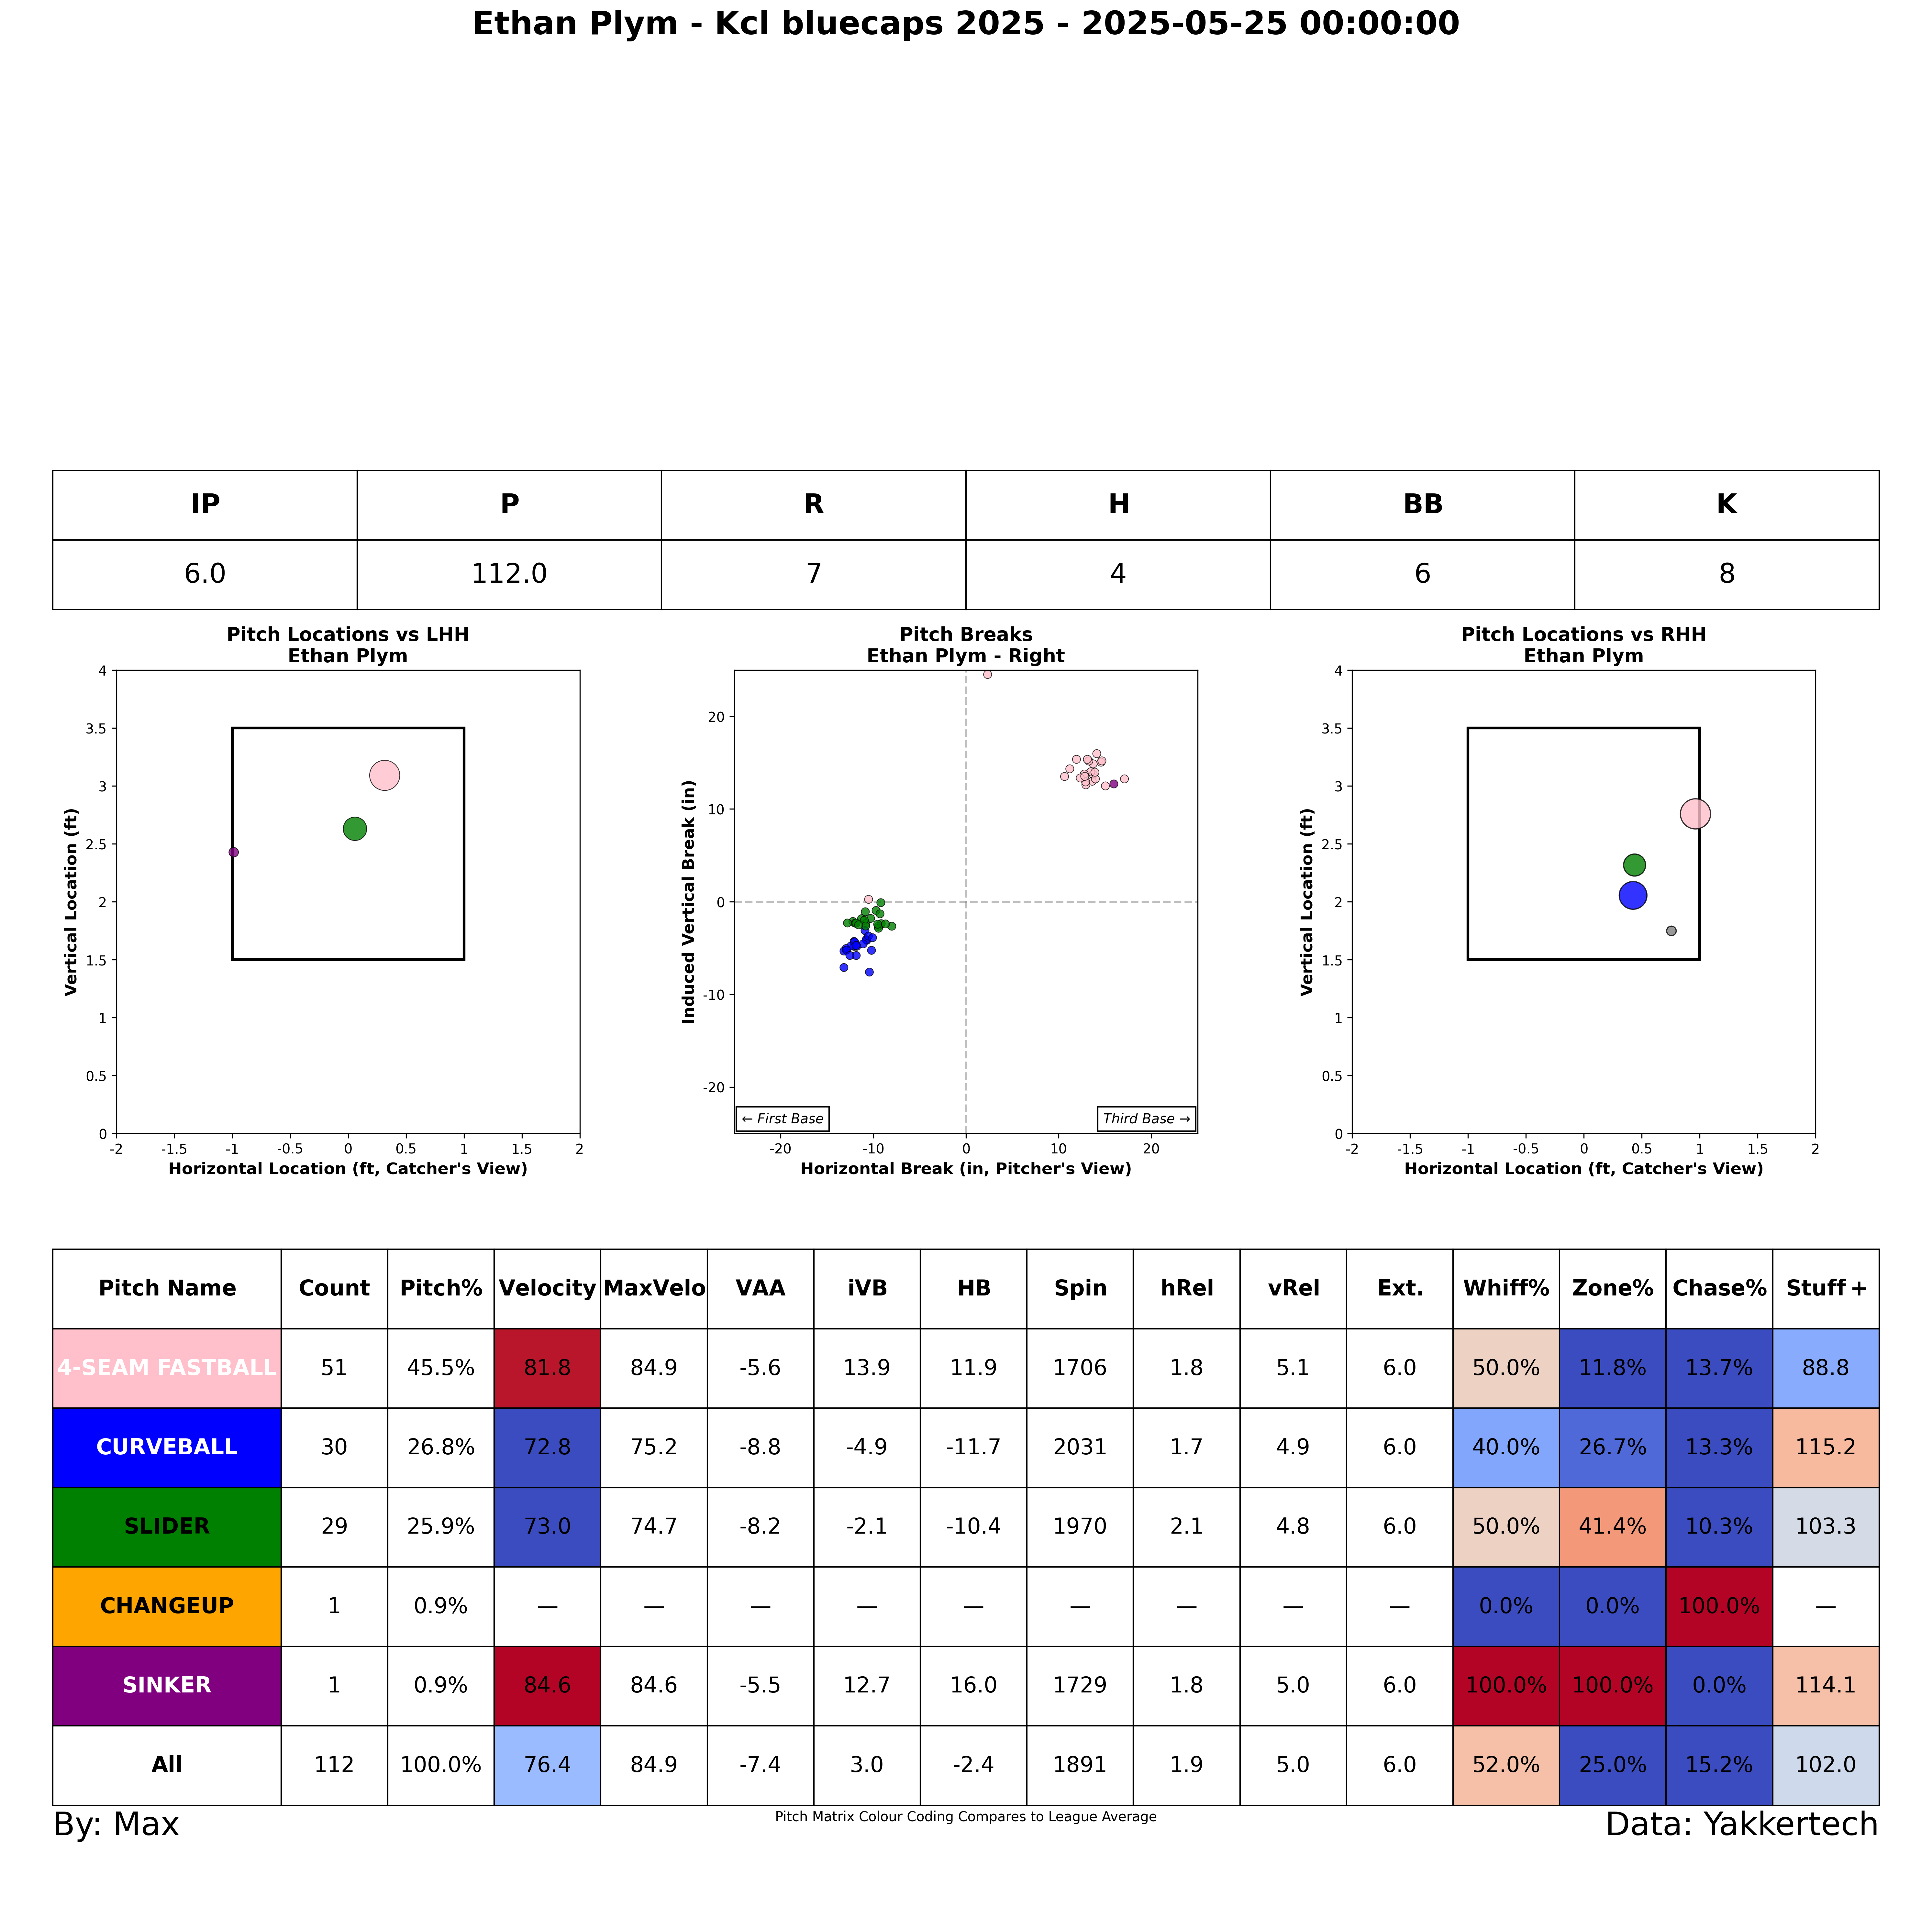 Ethan Plym - Kcl bluecaps 2025 - 2025-05-25 00:00:00
IP P R H BB K
6.0 112.0 7 4 6 8
Pitch Locations vs LHH
Ethan Plym
4
3.5
3
2.5
2
1.5
1
0.5
0
Vertical Location (ft)
-2 -1.5 -1 -0.5 0 0.5 1 1.5 2
Horizontal Location (ft, Catcher's View)
Pitch Breaks
Ethan Plym - Right
20
10
0
-10
-20
Induced Vertical Break (in)
← First Base Third Base →
-20 -10 0 10 20
Horizontal Break (in, Pitcher's View)
Pitch Locations vs RHH
Ethan Plym
4
3.5
3
2.5
2
1.5
1
0.5
0
Vertical Location (ft)
-2 -1.5 -1 -0.5 0 0.5 1 1.5 2
Horizontal Location (ft, Catcher's View)
Pitch Name Count Pitch% Velocity MaxVelo VAA iVB HB Spin hRel vRel Ext. Whiff% Zone% Chase% Stuff+
4-SEAM FASTBALL 51 45.5% 81.8 84.9 -5.6 13.9 11.9 1706 1.8 5.1 6.0 50.0% 11.8% 13.7% 88.8
CURVEBALL 30 26.8% 72.8 75.2 -8.8 -4.9 -11.7 2031 1.7 4.9 6.0 40.0% 26.7% 13.3% 115.2
SLIDER 29 25.9% 73.0 74.7 -8.2 -2.1 -10.4 1970 2.1 4.8 6.0 50.0% 41.4% 10.3% 103.3
CHANGEUP 1 0.9% — — — — — — — — — 0.0% 0.0% 100.0% —
SINKER 1 0.9% 84.6 84.6 -5.5 12.7 16.0 1729 1.8 5.0 6.0 100.0% 100.0% 0.0% 114.1
All 112 100.0% 76.4 84.9 -7.4 3.0 -2.4 1891 1.9 5.0 6.0 52.0% 25.0% 15.2% 102.0
By: Max
Pitch Matrix Colour Coding Compares to League Average
Data: Yakkertech